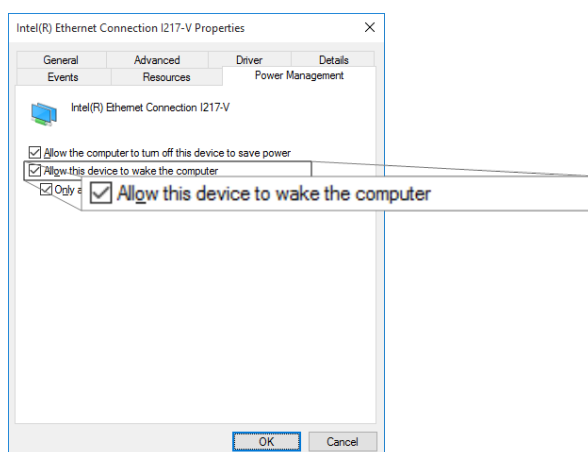 Intel(R) Ethernet Connection I217-V Properties
General Advanced Driver Details
Events Resources Power Management
Intel(R) Ethernet Connection I217-V
Allow the computer to turn off this device to save power
Allow this device to wake the computer
Only a
Allow this device to wake the computer
OK Cancel